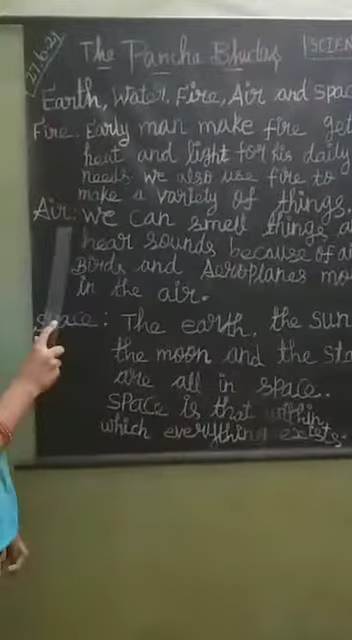 27.6.21
The Pancha Bhudas
SCIEN
Earth, Water, Fire, Air and Spac
Fire: Early man make fire get
heat and light for his daily
needs. We also use fire to
make a variety of things.
Air: We can smell things a
hear sounds because of ai
Birds and Aeroplanes mo
in the air.
Space: The earth, the sun
the moon and the sta
are all in space.
Space is that within
which everything exists.